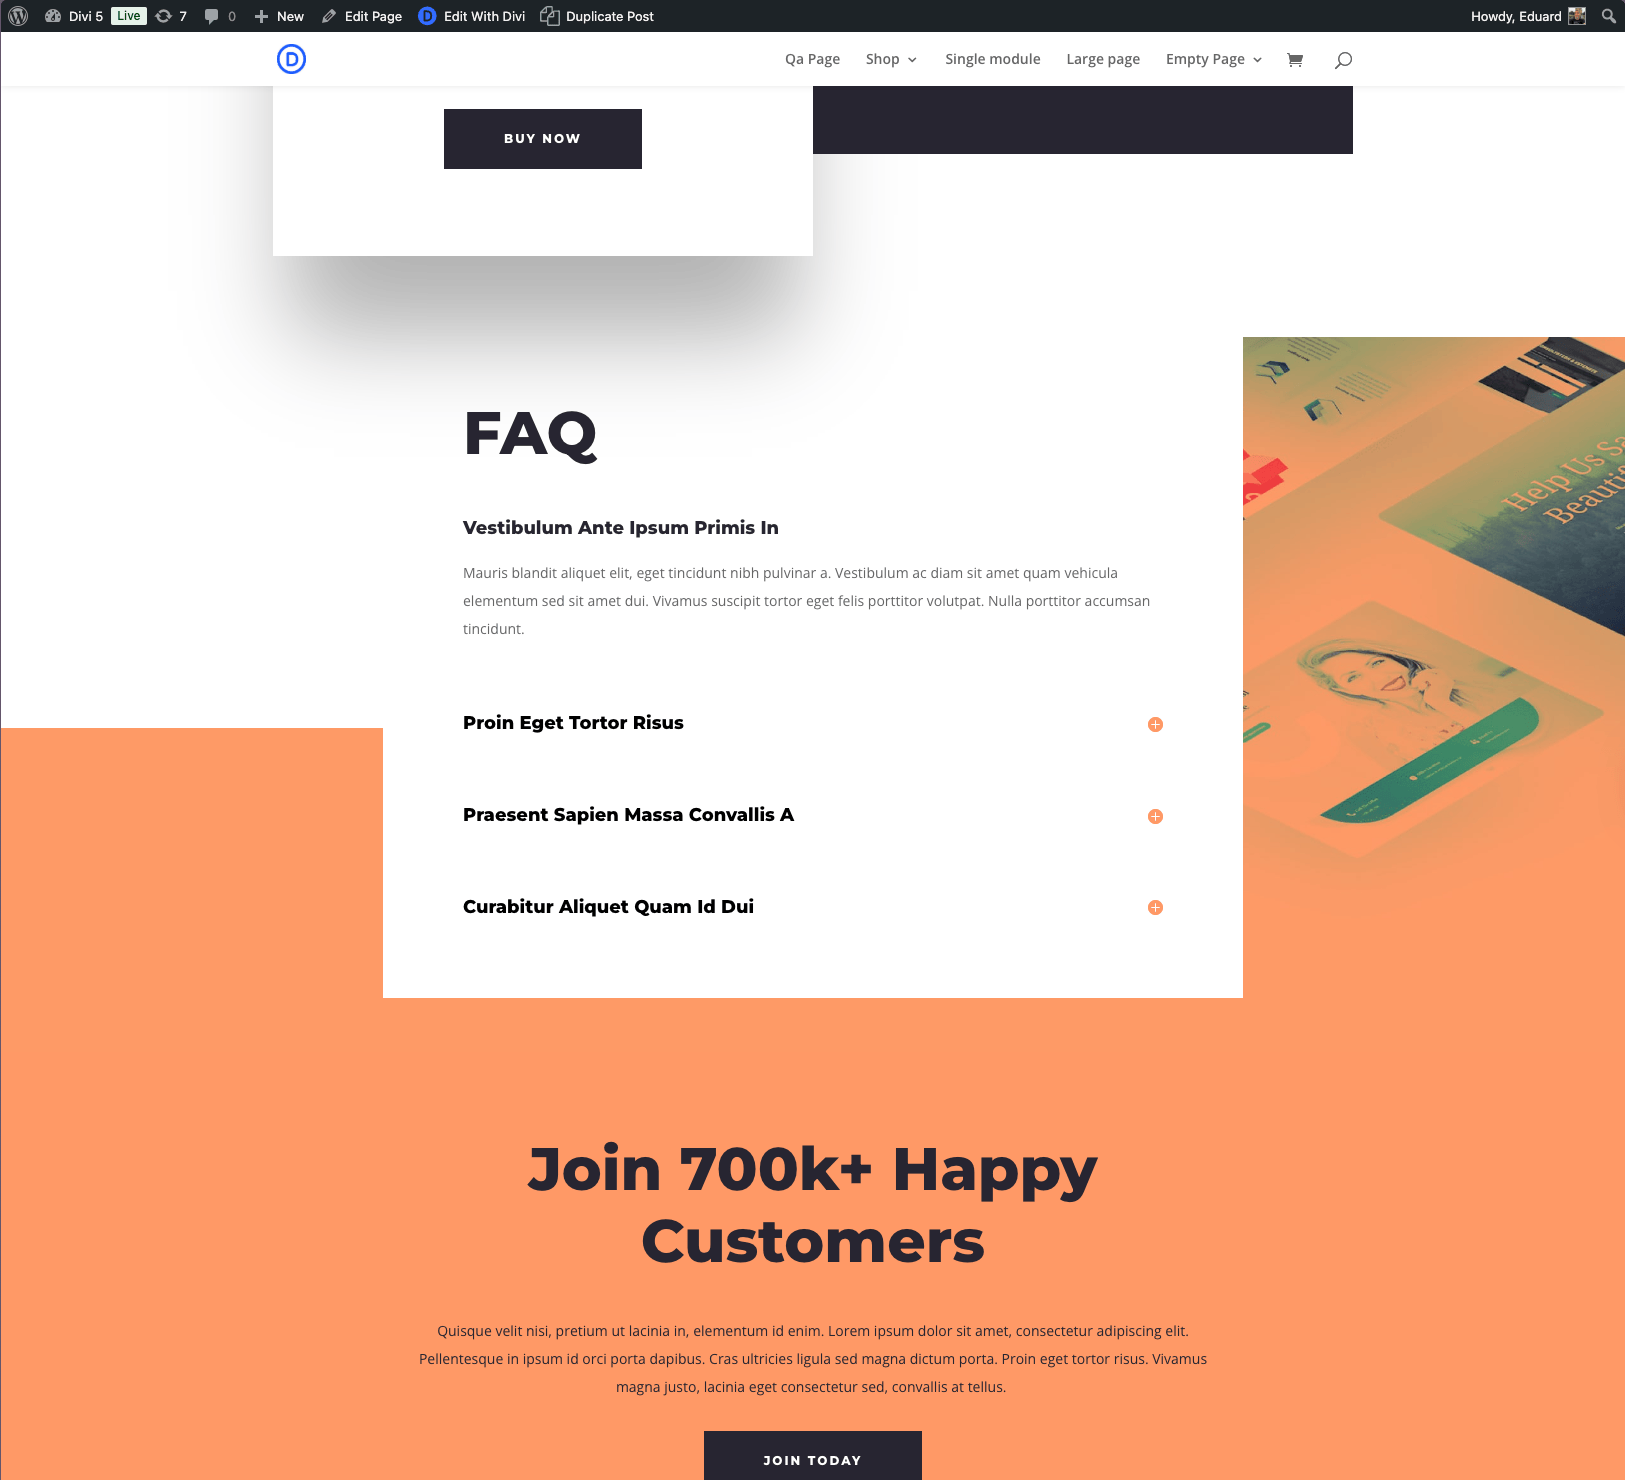 Divi 5 Live 7 0 New Edit Page Edit With Divi Duplicate Post Howdy, Eduard
D Qa Page Shop Single module Large page Empty Page
BUY NOW
FAQ
Help Us
Vestibulum Ante Ipsum Primis In
Mauris blandit aliquet elit, eget tincidunt nibh pulvinar a. Vestibulum ac diam sit amet quam vehicula
elementum sed sit amet dui. Vivamus suscipit tortor eget felis porttitor volutpat. Nulla porttitor accumsan
tincidunt.
Proin Eget Tortor Risus
Praesent Sapien Massa Convallis A
Curabitur Aliquet Quam Id Dui
Join 700k+ Happy
Customers
Quisque velit nisi, pretium ut lacinia in, elementum id enim. Lorem ipsum dolor sit amet, consectetur adipiscing elit.
Pellentesque in ipsum id orci porta dapibus. Cras ultricies ligula sed magna dictum porta. Proin eget tortor risus. Vivamus
magna justo, lacinia eget consectetur sed, convallis at tellus.
JOIN TODAY